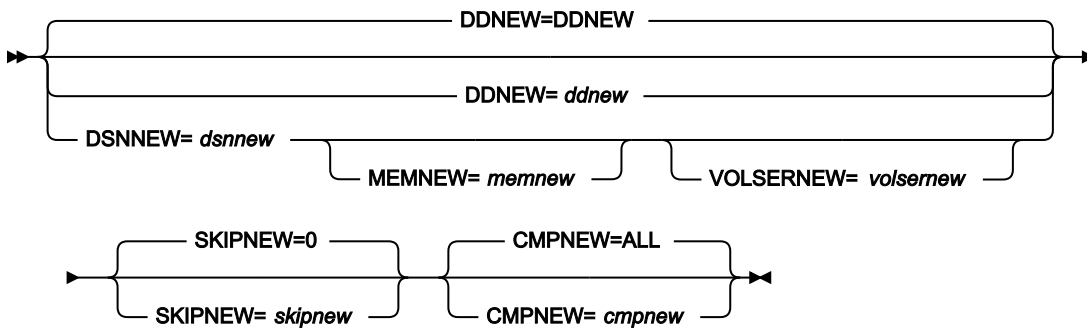 DDNEW=DDNEW
DDNEW= ddnew
DSNNEW= dsnnew
MEMNEW= memnew
VOLSERNEW= volsernew
SKIPNEW=0
SKIPNEW= skipnew
CMPNEW=ALL
CMPNEW= cmpnew